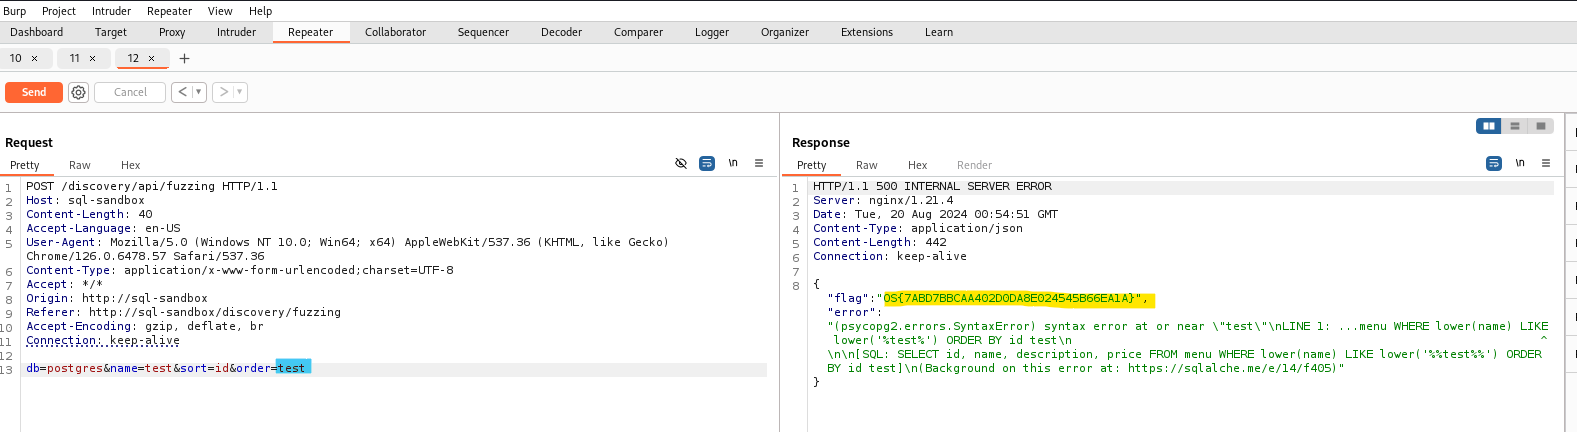 Burp Project Intruder Repeater View Help
Dashboard Target Proxy Intruder Repeater Collaborator Sequencer Decoder Comparer Logger Organizer Extensions Learn
10 × 11 × 12 × +
Send Cancel < ▾ > ▾
Request
Pretty Raw Hex \n
1 POST /discovery/api/fuzzing HTTP/1.1
2 Host: sql-sandbox
3 Content-Length: 40
4 Accept-Language: en-US
5 User-Agent: Mozilla/5.0 (Windows NT 10.0; Win64; x64) AppleWebKit/537.36 (KHTML, like Gecko)
Chrome/126.0.6478.57 Safari/537.36
6 Content-Type: application/x-www-form-urlencoded;charset=UTF-8
7 Accept: */*
8 Origin: http://sql-sandbox
9 Referer: http://sql-sandbox/discovery/fuzzing
10 Accept-Encoding: gzip, deflate, br
11 Connection: keep-alive
12
13 db=postgres&name=test&sort=id&order=test
Response
Pretty Raw Hex Render \n
1 HTTP/1.1 500 INTERNAL SERVER ERROR
2 Server: nginx/1.21.4
3 Date: Tue, 20 Aug 2024 00:54:51 GMT
4 Content-Type: application/json
5 Content-Length: 442
6 Connection: keep-alive
7
8 {
"flag":"OS{7ABD7BBCAA402D0DA8E024545B66EA1A}",
"error":
"(psycopg2.errors.SyntaxError) syntax error at or near \"test\"\nLINE 1: ...menu WHERE lower(name) LIKE
lower('%test%') ORDER BY id test\n ^
\n\n[SQL: SELECT id, name, description, price FROM menu WHERE lower(name) LIKE lower('%%test%%') ORDER
BY id test]\n(Background on this error at: https://sqlalche.me/e/14/f405)"
}